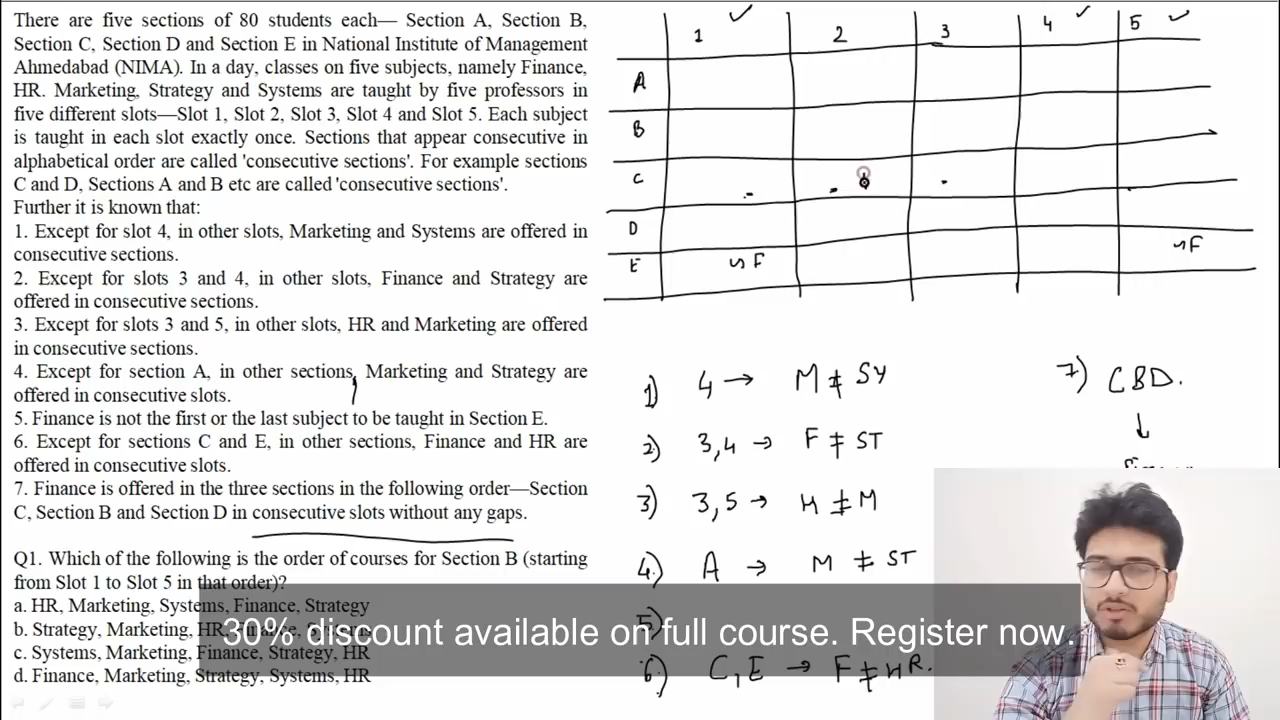 There are five sections of 80 students each— Section A, Section B,
Section C, Section D and Section E in National Institute of Management
Ahmedabad (NIMA). In a day, classes on five subjects, namely Finance,
HR. Marketing, Strategy and Systems are taught by five professors in
five different slots—Slot 1, Slot 2, Slot 3, Slot 4 and Slot 5. Each subject
is taught in each slot exactly once. Sections that appear consecutive in
alphabetical order are called 'consecutive sections'. For example sections
C and D, Sections A and B etc are called 'consecutive sections'.
Further it is known that:
1. Except for slot 4, in other slots, Marketing and Systems are offered in
consecutive sections.
2. Except for slots 3 and 4, in other slots, Finance and Strategy are
offered in consecutive sections.
3. Except for slots 3 and 5, in other slots, HR and Marketing are offered
in consecutive sections.
4. Except for section A, in other sections, Marketing and Strategy are
offered in consecutive slots.
5. Finance is not the first or the last subject to be taught in Section E.
6. Except for sections C and E, in other sections, Finance and HR are
offered in consecutive slots.
7. Finance is offered in the three sections in the following order—Section
C, Section B and Section D in consecutive slots without any gaps.
Q1. Which of the following is the order of courses for Section B (starting
from Slot 1 to Slot 5 in that order)?
a. HR, Marketing, Systems, Finance, Strategy
b. Strategy, Marketing, HR, Finance, Systems
c. Systems, Marketing, Finance, Strategy, HR
d. Finance, Marketing, Strategy, Systems, HR
1 2 3 4 5
A
B
C
D
E F F
1) 4 → M ≠ SY
2) 3,4 → F ≠ ST
3) 3,5 → H ≠ M
4) A → M ≠ ST
5)
6) C, E → F ≠ HR.
7) CBD.
↓
30% discount available on full course. Register now.